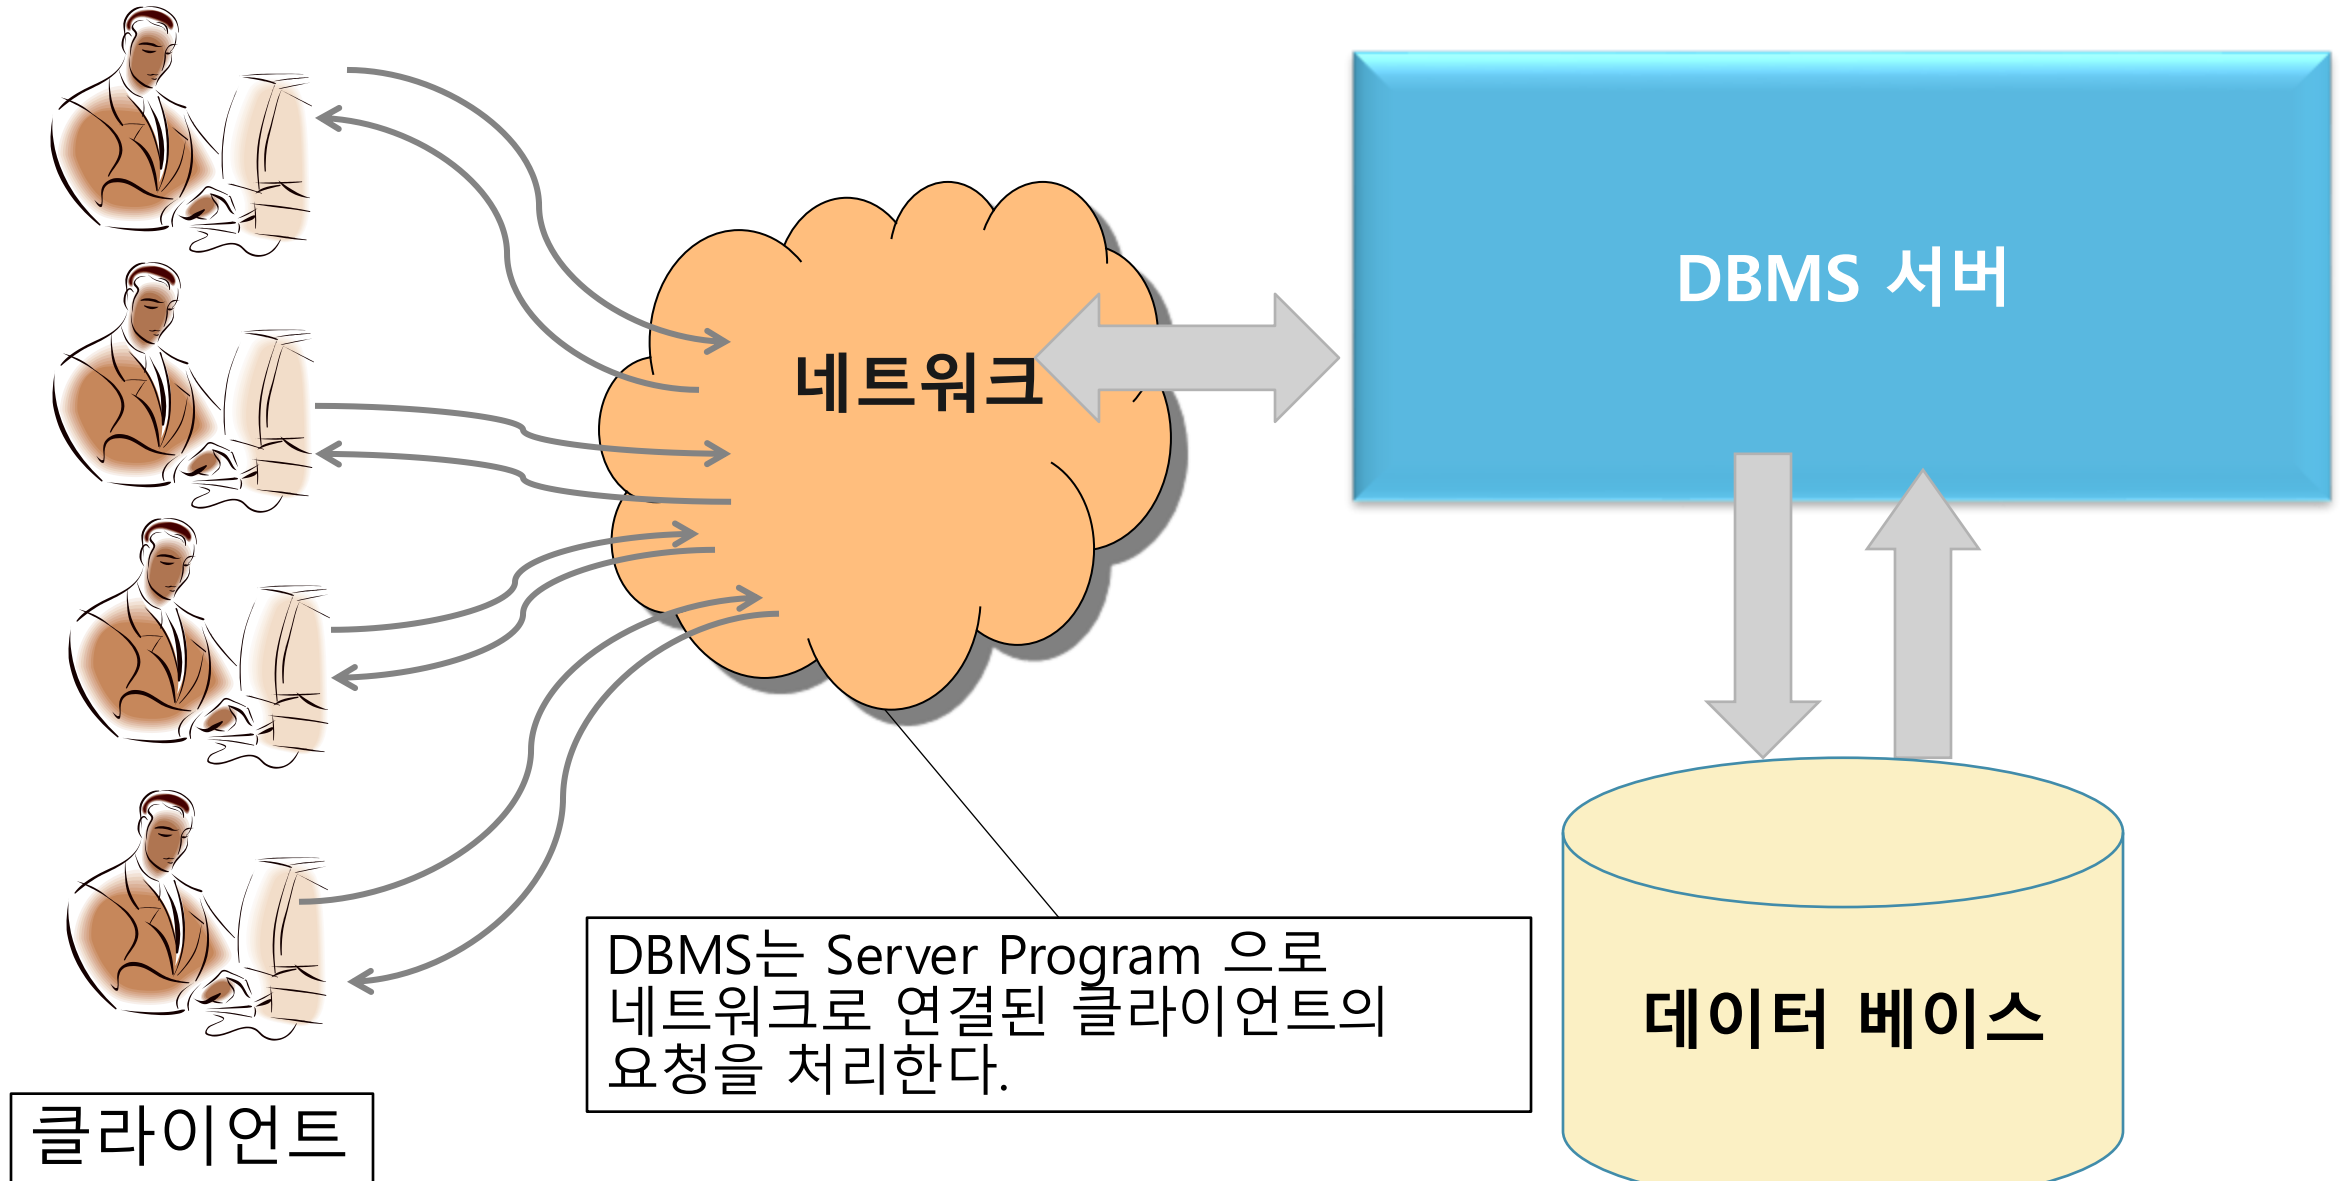 DBMS 서버
네트워크
DBMS는 Server Program 으로
네트워크로 연결된 클라이언트의
요청을 처리한다.
데이터 베이스
클라이언트